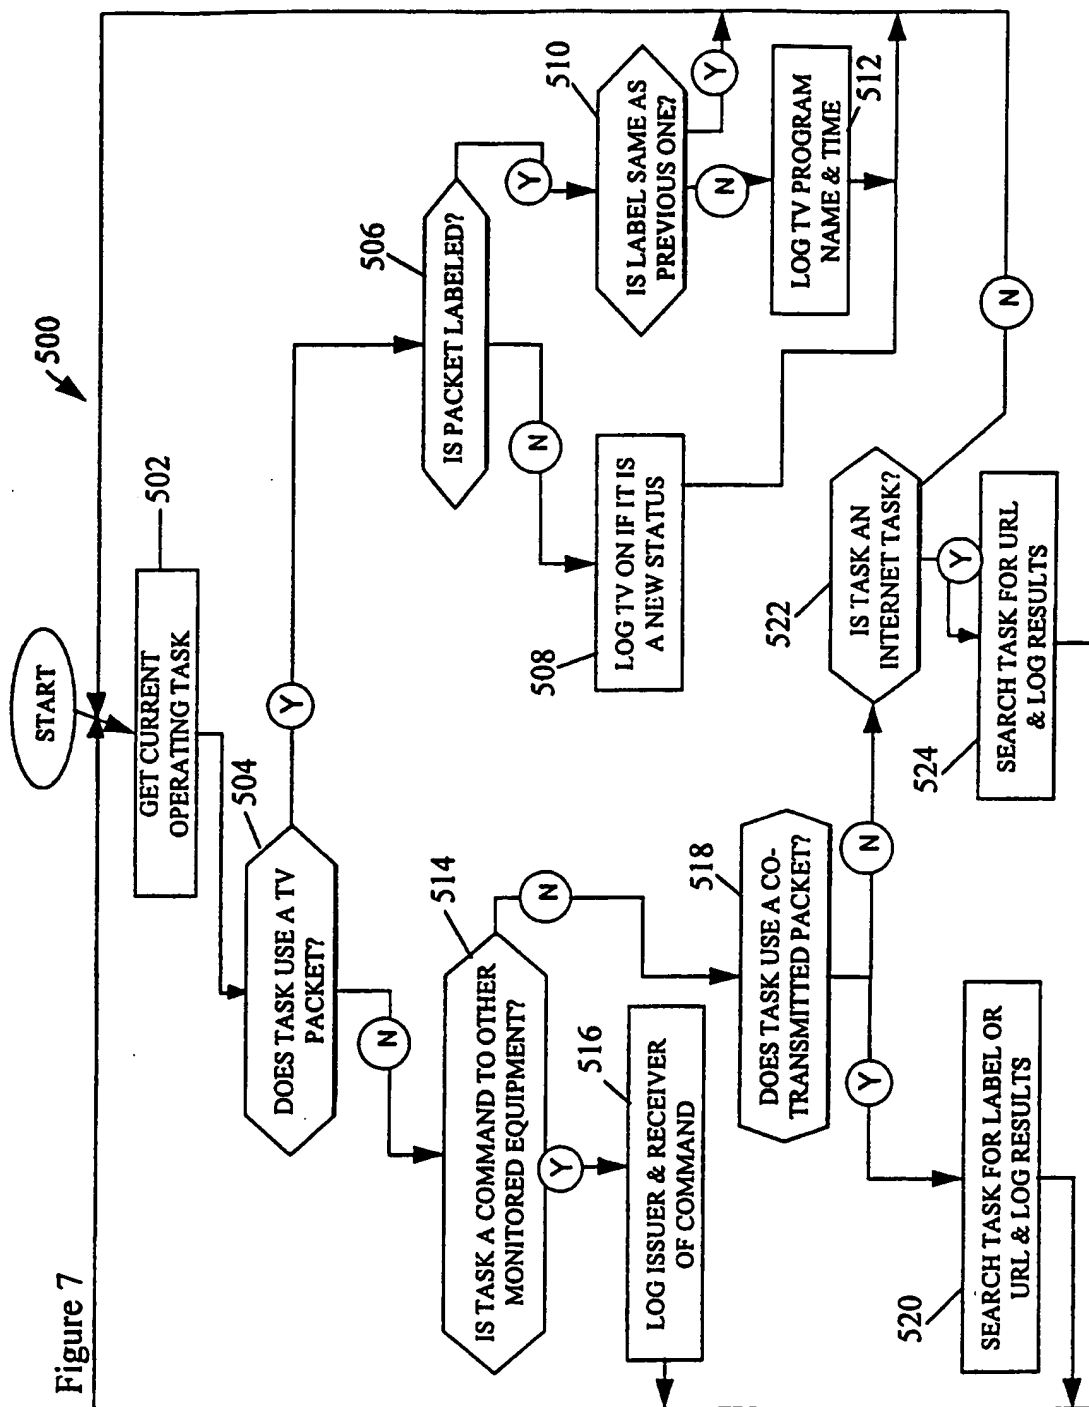 Figure 7
500
START
GET CURRENT
OPERATING TASK
502
504
DOES TASK USE A TV
PACKET?
Y
N
506
IS PACKET LABELED?
Y
N
510
IS LABEL SAME AS
PREVIOUS ONE?
Y
N
LOG TV PROGRAM
NAME & TIME
512
LOG TV ON IF IT IS
A NEW STATUS
508
514
IS TASK A COMMAND TO OTHER
MONITORED EQUIPMENT?
N
Y
516
LOG ISSUER & RECEIVER
OF COMMAND
518
DOES TASK USE A CO-
TRANSMITTED PACKET?
N
Y
522
IS TASK AN
INTERNET TASK?
N
Y
524
SEARCH TASK FOR URL
& LOG RESULTS
520
SEARCH TASK FOR LABEL OR
URL & LOG RESULTS